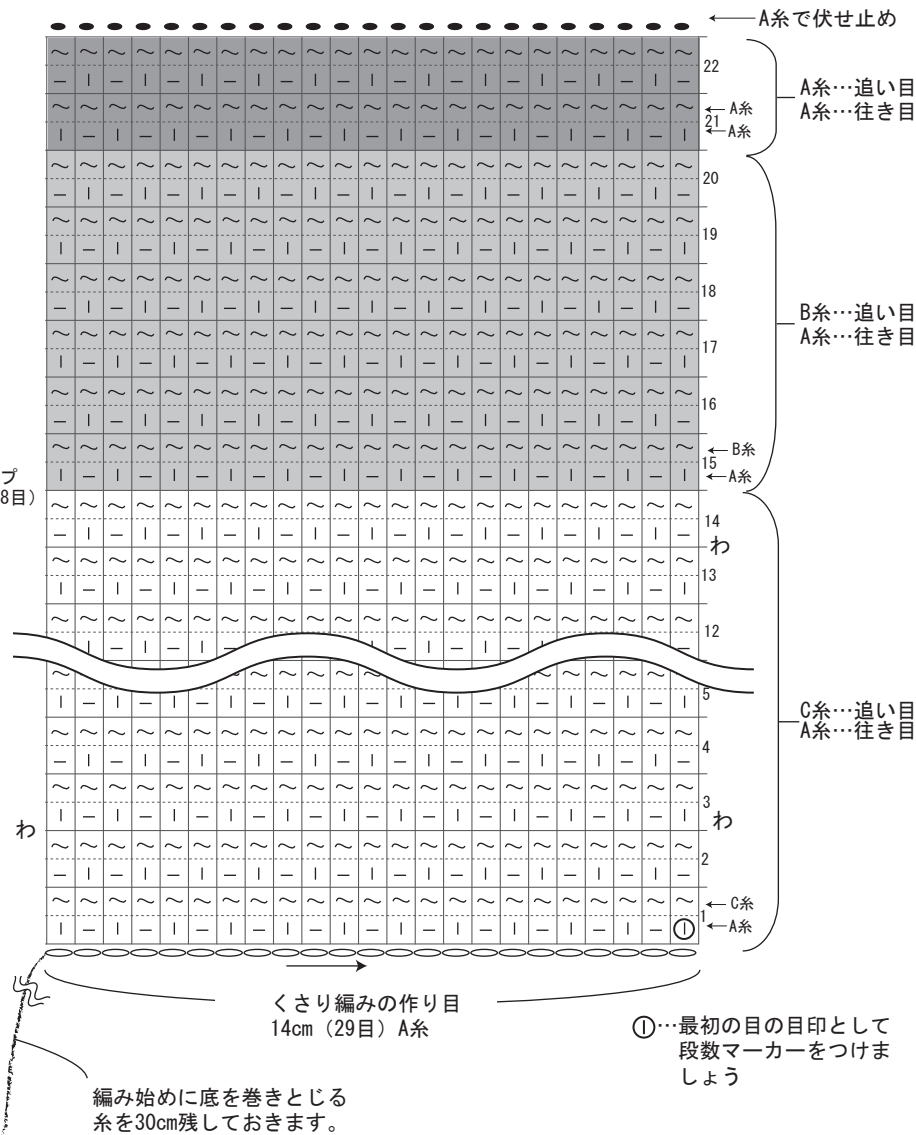 A糸で伏せ止め
22
A糸
21
A糸
A糸…追い目
A糸…往き目
20
19
18
17
16
B糸
15
A糸
B糸…追い目
A糸…往き目
プ
8目）
14
わ
13
12
5
4
3
わ
わ
2
C糸
1
A糸
C糸…追い目
A糸…往き目
くさり編みの作り目
14cm（29目）A糸
…最初の目の目印として
段数マーカーをつけま
しょう
編み始めに底を巻きとじる
糸を30cm残しておきます。